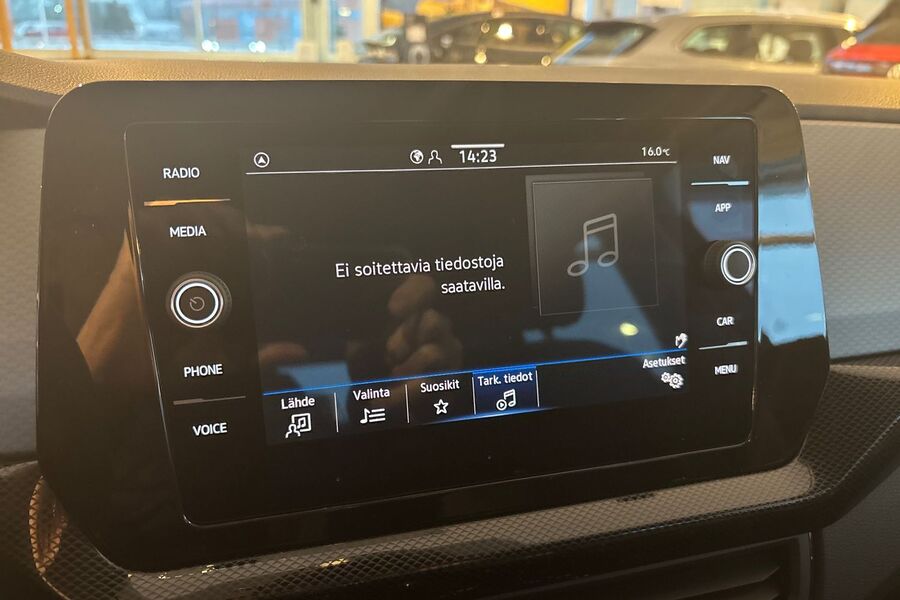 RADIO
MEDIA
PHONE
VOICE
14:23
16.0°C
Ei soitettavia tiedostoja
saatavilla.
Asetukset
Lähde
Valinta
Suosikit
Tark. tiedot
NAV
APP
CAR
MENU